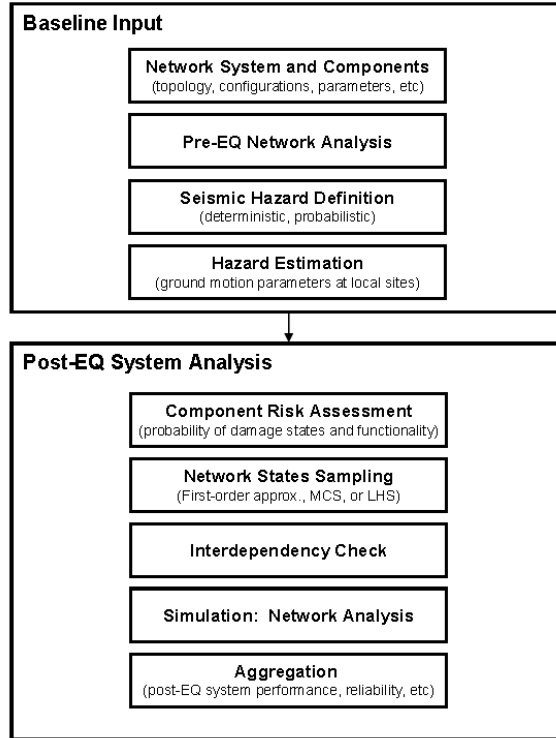 Baseline Input
Network System and Components
(topology, configurations, parameters, etc)
Pre-EQ Network Analysis
Seismic Hazard Definition
(deterministic, probabilistic)
Hazard Estimation
(ground motion parameters at local sites)
Post-EQ System Analysis
Component Risk Assessment
(probability of damage states and functionality)
Network States Sampling
(First-order approx., MCS, or LHS)
Interdependency Check
Simulation: Network Analysis
Aggregation
(post-EQ system performance, reliability, etc)